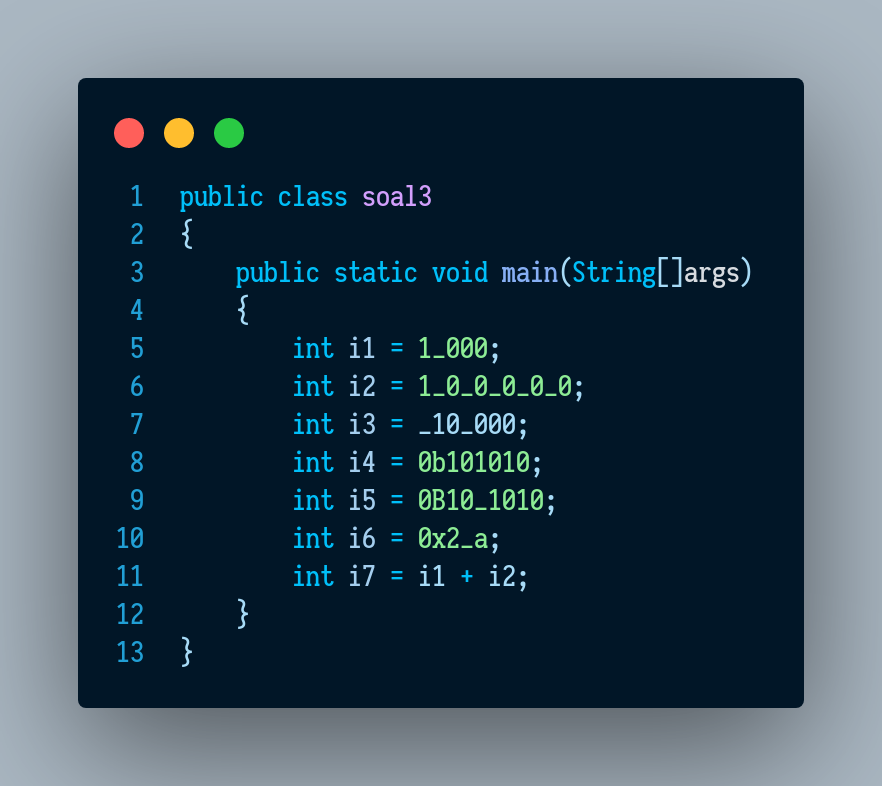 1 public class soal3
2 {
3     public static void main(String[]args)
4     {
5         int i1 = 1_000;
6         int i2 = 1_0_0_0_0_0;
7         int i3 = _10_000;
8         int i4 = 0b101010;
9         int i5 = 0B10_1010;
10         int i6 = 0x2_a;
11         int i7 = i1 + i2;
12     }
13 }